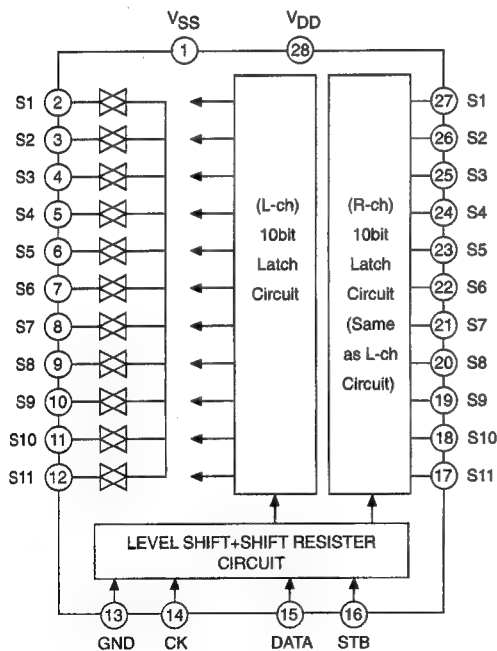 VSS VDD
1 28
S1 2 27 S1
S2 3 26 S2
S3 4 25 S3
S4 5 24 S4
S5 6 23 S5
S6 7 22 S6
S7 8 21 S7
S8 9 20 S8
S9 10 19 S9
S10 11 18 S10
S11 12 17 S11
(L-ch)
10bit
Latch
Circuit
(R-ch)
10bit
Latch
Circuit
(Same
as L-ch
Circuit)
LEVEL SHIFT+SHIFT RESISTER
CIRCUIT
13 14 15 16
GND CK DATA STB